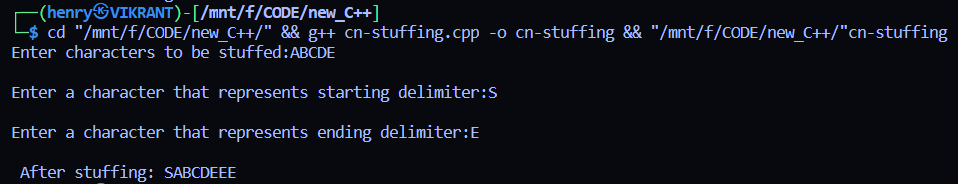 ┌──(henry㉿VIKRANT)-[/mnt/f/CODE/new_C++]
└─$ cd "/mnt/f/CODE/new_C++/" && g++ cn-stuffing.cpp -o cn-stuffing && "/mnt/f/CODE/new_C++/"cn-stuffing
Enter characters to be stuffed:ABCDE
Enter a character that represents starting delimiter:S
Enter a character that represents ending delimiter:E
After stuffing: SABCDEEE